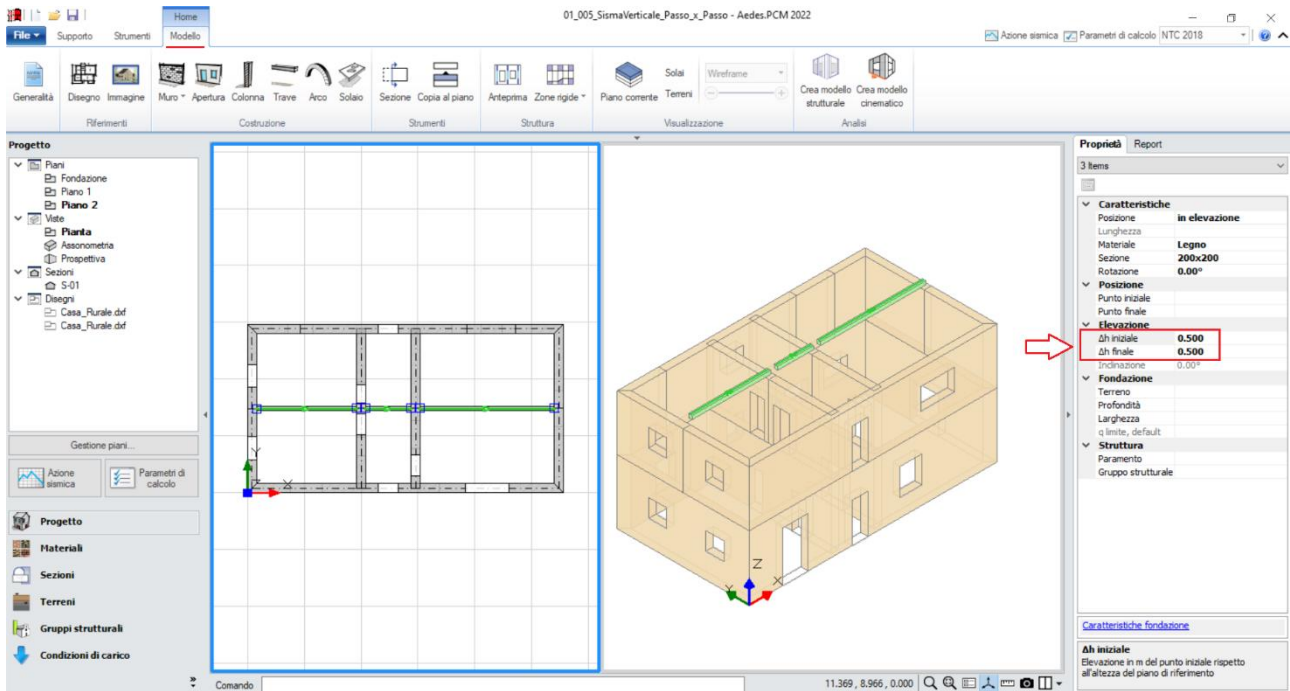 01_005_SismaVerticale_Passo_x_Passo - Aedes.PCM 2022
Home
File Supporto Strumenti Modello
Azione sismica Parametri di calcolo NTC 2018
Generalità Disegno Immagine Muro Apertura Colonna Trave Arco Solaio Sezione Copia al piano Anteprima Zone rigide Piano corrente
Solai Wireframe
Terreni
Crea modello strutturale
Crea modello cinematico
Riferimenti Costruzione Strumenti Struttura Visualizzazione Analisi
Progetto
Piani
Fondazione
Piano 1
Piano 2
Viste
Pianta
Assonometria
Prospettiva
Sezioni
S-01
Disegni
Casa_Rurale.dxf
Casa_Rurale.dxf
Gestione piani...
Azione sismica
Parametri di calcolo
Progetto
Materiali
Sezioni
Terreni
Gruppi strutturali
Condizioni di carico
Y
X
Z
Y X
Comando
11.369 , 8.966 , 0.000
Proprietà Report
3 Items
Caratteristiche
Posizione in elevazione
Lunghezza
Materiale Legno
Sezione 200x200
Rotazione 0.00°
Posizione
Punto iniziale
Punto finale
Elevazione
Δh iniziale 0.500
Δh finale 0.500
Inclinazione 0.00°
Fondazione
Terreno
Profondità
Larghezza
q limite, default
Struttura
Paramento
Gruppo strutturale
Caratteristiche fondazione
Δh iniziale
Elevazione in m del punto iniziale rispetto
all'altezza del piano di riferimento